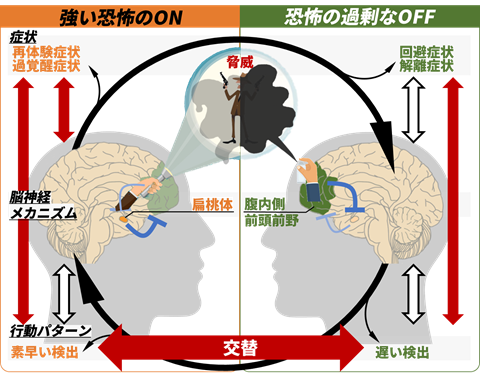 強い恐怖のON
恐怖の過剰なOFF
症状
再体験症状
過覚醒症状
脅威
回避症状
解離症状
脳神経
メカニズム
扁桃体
腹内側
前頭前野
行動パターン
素早い検出
交替
遅い検出